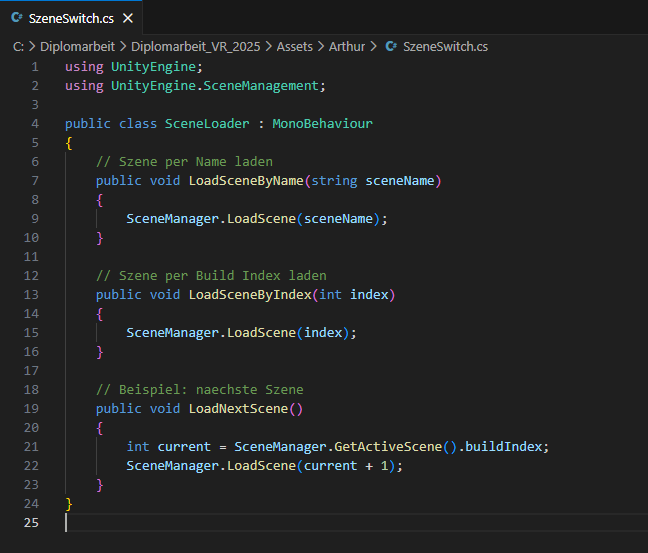 SzeneSwitch.cs
C: > Diplomarbeit > Diplomarbeit_VR_2025 > Assets > Arthur > SzeneSwitch.cs
1 using UnityEngine;
2 using UnityEngine.SceneManagement;
3
4 public class SceneLoader : MonoBehaviour
5 {
6     // Szene per Name laden
7     public void LoadSceneByName(string sceneName)
8     {
9         SceneManager.LoadScene(sceneName);
10     }
11
12     // Szene per Build Index laden
13     public void LoadSceneByIndex(int index)
14     {
15         SceneManager.LoadScene(index);
16     }
17
18     // Beispiel: naechste Szene
19     public void LoadNextScene()
20     {
21         int current = SceneManager.GetActiveScene().buildIndex;
22         SceneManager.LoadScene(current + 1);
23     }
24 }
25